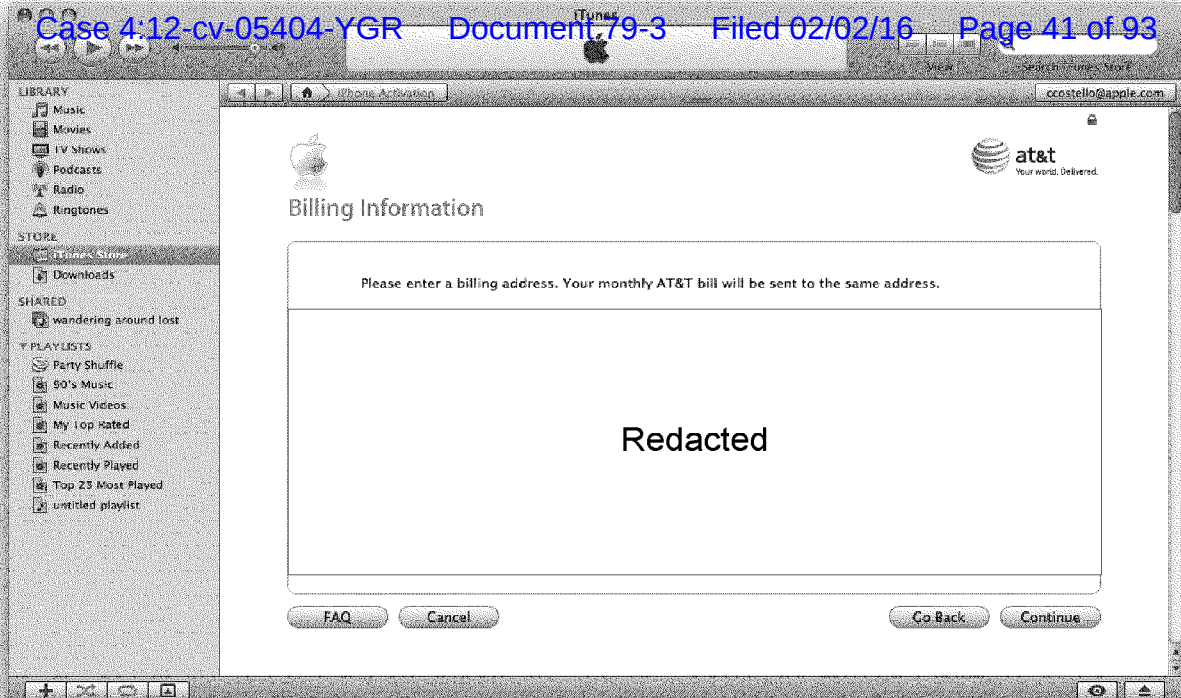 iTunes
Case 4:12-cv-05404-YGR Document 79-3 Filed 02/02/16 Page 41 of 93
View
Search iTunes Store
LIBRARY
iPhone Activation
ccostello@apple.com
Music
Movies
TV Shows
Podcasts
Radio
Ringtones
at&t
Your world. Delivered.
Billing Information
STORE
iTunes Store
Downloads
SHARED
wandering around lost
Please enter a billing address. Your monthly AT&T bill will be sent to the same address.
PLAYLISTS
Party Shuffle
90's Music
Music Videos
My Top Rated
Recently Added
Recently Played
Top 25 Most Played
untitled playlist
Redacted
FAQ
Cancel
Go Back
Continue